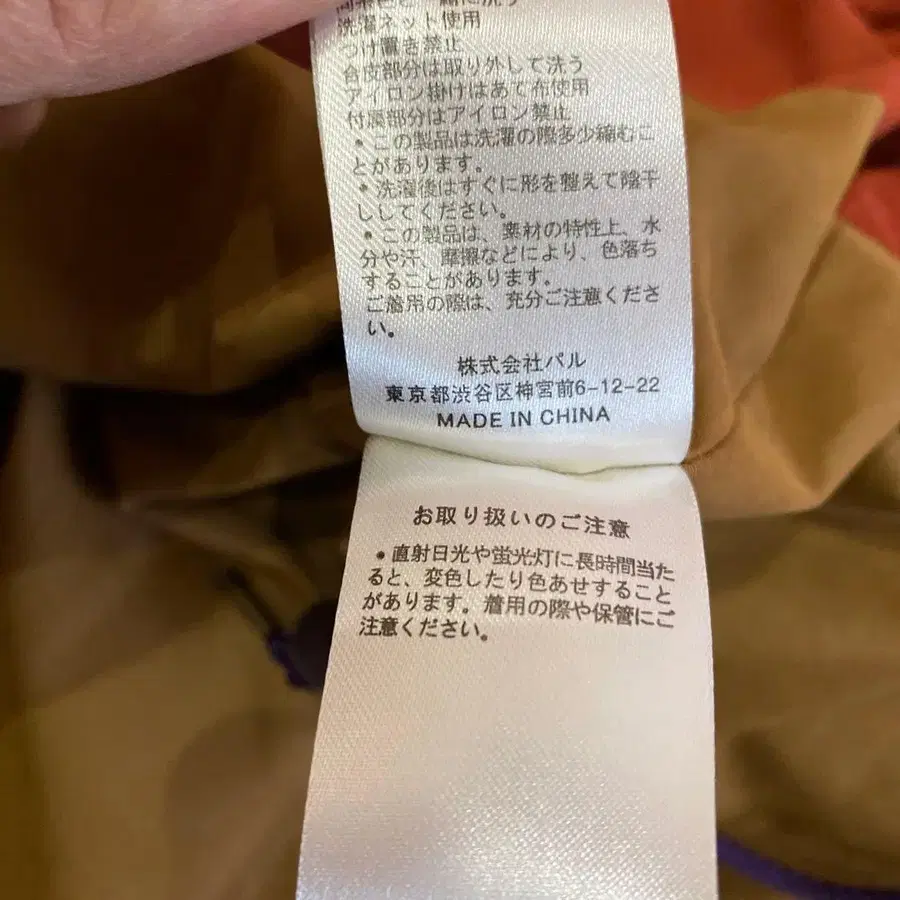 一緒に洗う
洗濯ネット使用
つけ置き禁止
合皮部分は取り外して洗う
アイロン掛けはあて布使用
付属部分はアイロン禁止
●この製品は洗濯の際多少縮むこ
とがあります。
●洗濯後はすぐに形を整えて陰干
ししてください。
●この製品は、素材の特性上、水
分や汗、摩擦などにより、色落ち
することがあります。
ご着用の際は、充分ご注意くださ
い。
株式会社パル
東京都渋谷区神宮前6-12-22
MADE IN CHINA
お取り扱いのご注意
●直射日光や蛍光灯に長時間当た
ると、変色したり色あせすること
があります。着用の際や保管にご
注意ください。